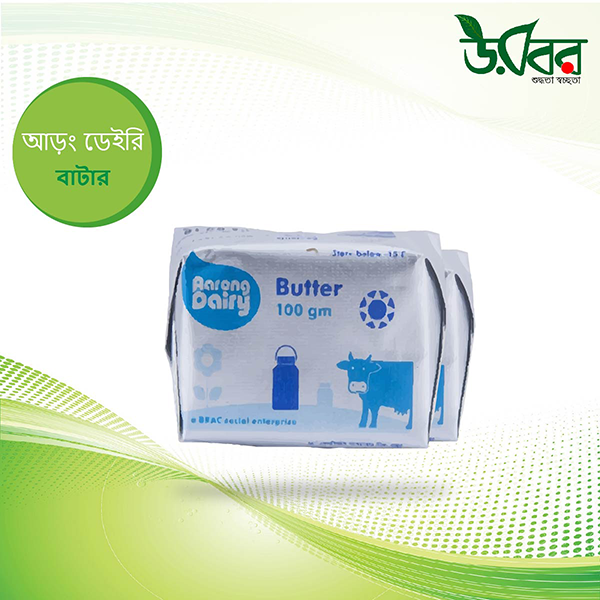 উর্বর
শুদ্ধতা স্বচ্ছতা
আড়ং ডেইরি
বাটার
Store below -15
Aarong
Dairy
Butter
100 gm
a BRAC social enterprise